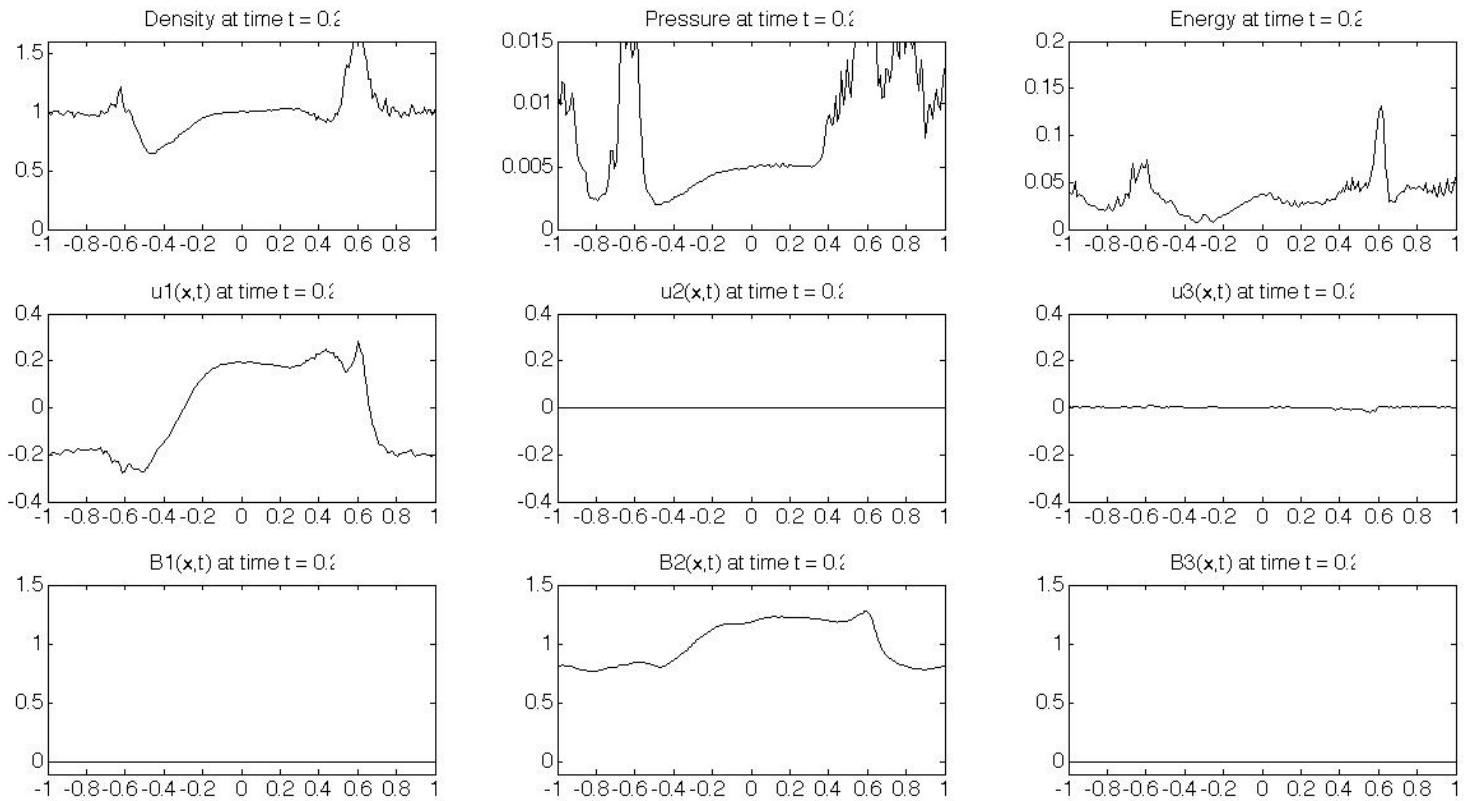 Density at time t = 0.2
1.5
1
0.5
0
-1 -0.8 -0.6 -0.4 -0.2 0 0.2 0.4 0.6 0.8 1
Pressure at time t = 0.2
0.015
0.01
0.005
0
-1 -0.8 -0.6 -0.4 -0.2 0 0.2 0.4 0.6 0.8 1
Energy at time t = 0.2
0.2
0.15
0.1
0.05
0
-1 -0.8 -0.6 -0.4 -0.2 0 0.2 0.4 0.6 0.8 1
u1(x,t) at time t = 0.2
0.4
0.2
0
-0.2
-0.4
-1 -0.8 -0.6 -0.4 -0.2 0 0.2 0.4 0.6 0.8 1
u2(x,t) at time t = 0.2
0.4
0.2
0
-0.2
-0.4
-1 -0.8 -0.6 -0.4 -0.2 0 0.2 0.4 0.6 0.8 1
u3(x,t) at time t = 0.2
0.4
0.2
0
-0.2
-0.4
-1 -0.8 -0.6 -0.4 -0.2 0 0.2 0.4 0.6 0.8 1
B1(x,t) at time t = 0.2
1.5
1
0.5
0
-1 -0.8 -0.6 -0.4 -0.2 0 0.2 0.4 0.6 0.8 1
B2(x,t) at time t = 0.2
1.5
1
0.5
0
-1 -0.8 -0.6 -0.4 -0.2 0 0.2 0.4 0.6 0.8 1
B3(x,t) at time t = 0.2
1.5
1
0.5
0
-1 -0.8 -0.6 -0.4 -0.2 0 0.2 0.4 0.6 0.8 1